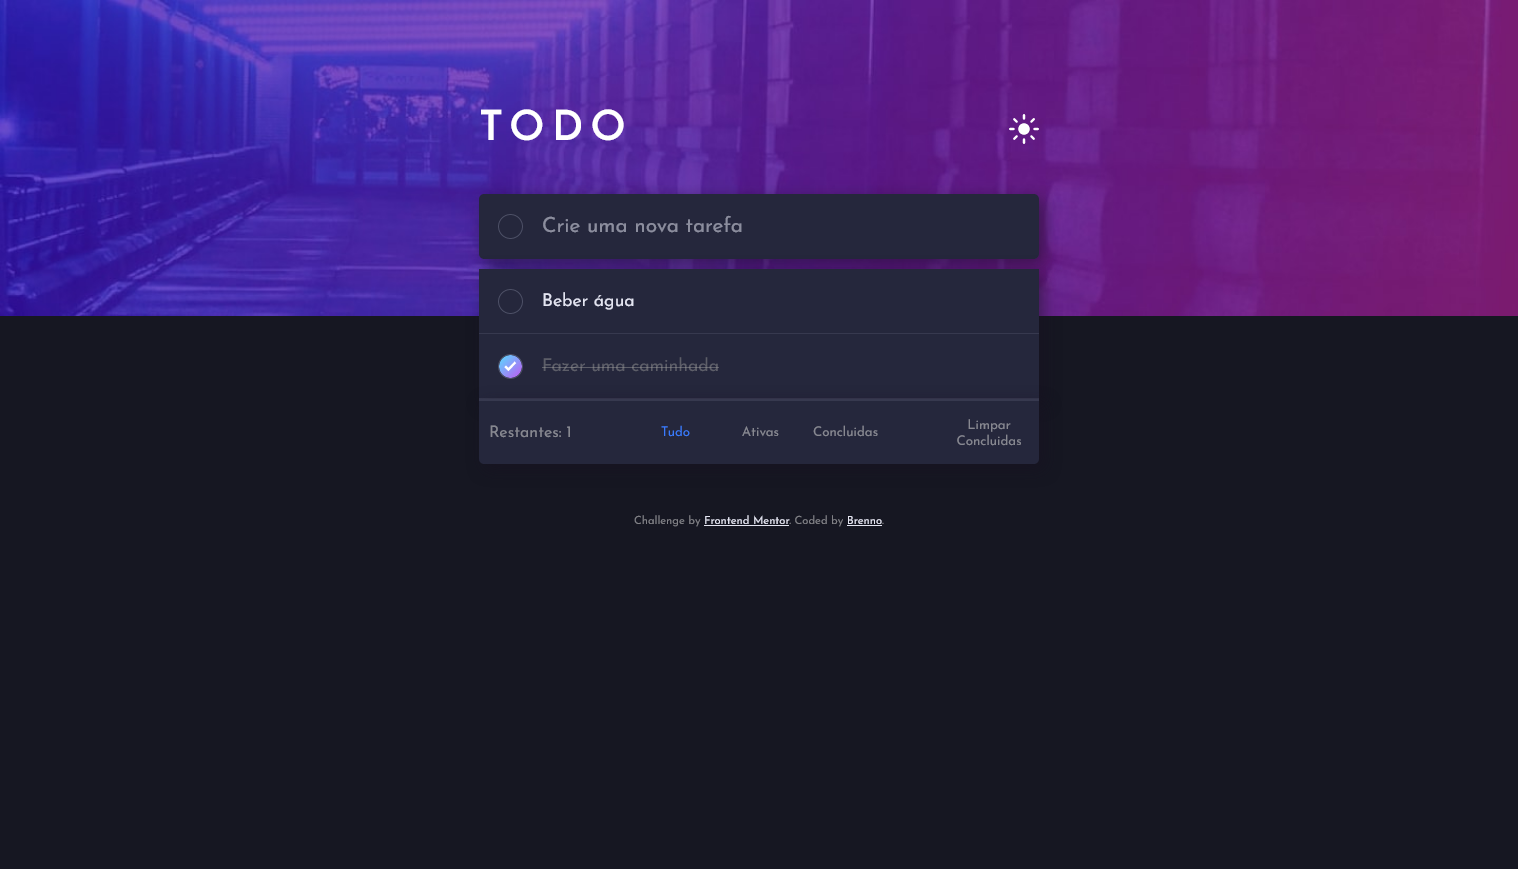 TODO
Crie uma nova tarefa
Beber água
Fazer uma caminhada
Restantes: 1
Tudo
Ativas
Concluidas
Limpar
Concluidas
Challenge by Frontend Mentor. Coded by Brenno.